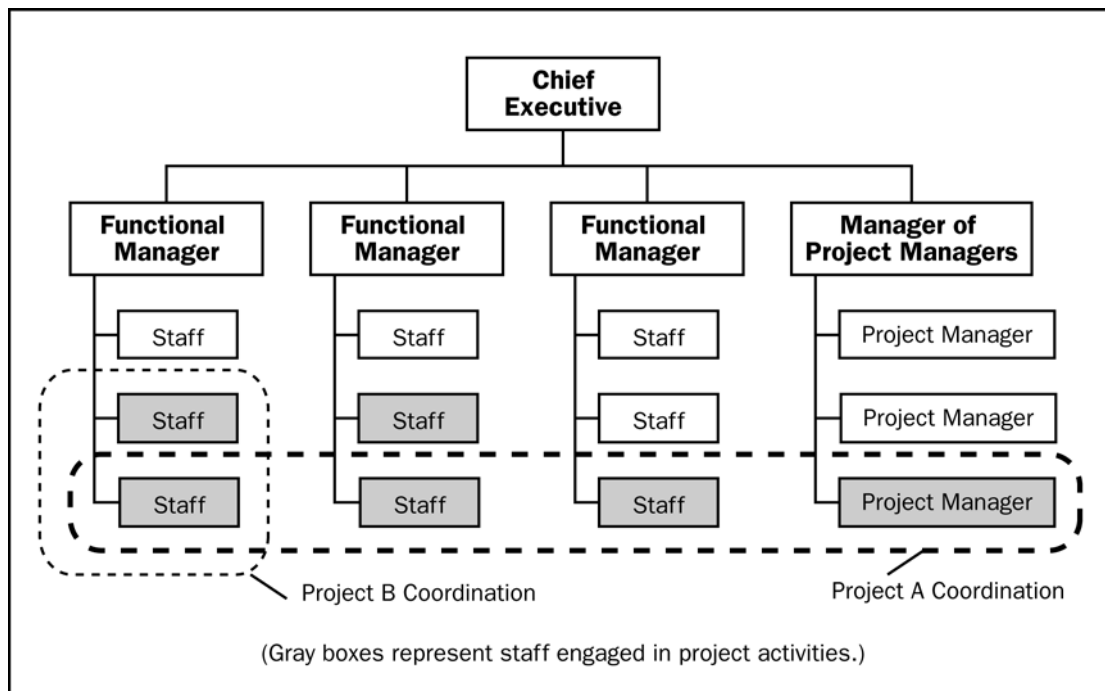 Chief
Executive
Functional
Manager
Functional
Manager
Functional
Manager
Manager of
Project Managers
Staff
Staff
Staff
Project Manager
Staff
Staff
Staff
Project Manager
Staff
Staff
Staff
Project Manager
Project B Coordination
Project A Coordination
(Gray boxes represent staff engaged in project activities.)